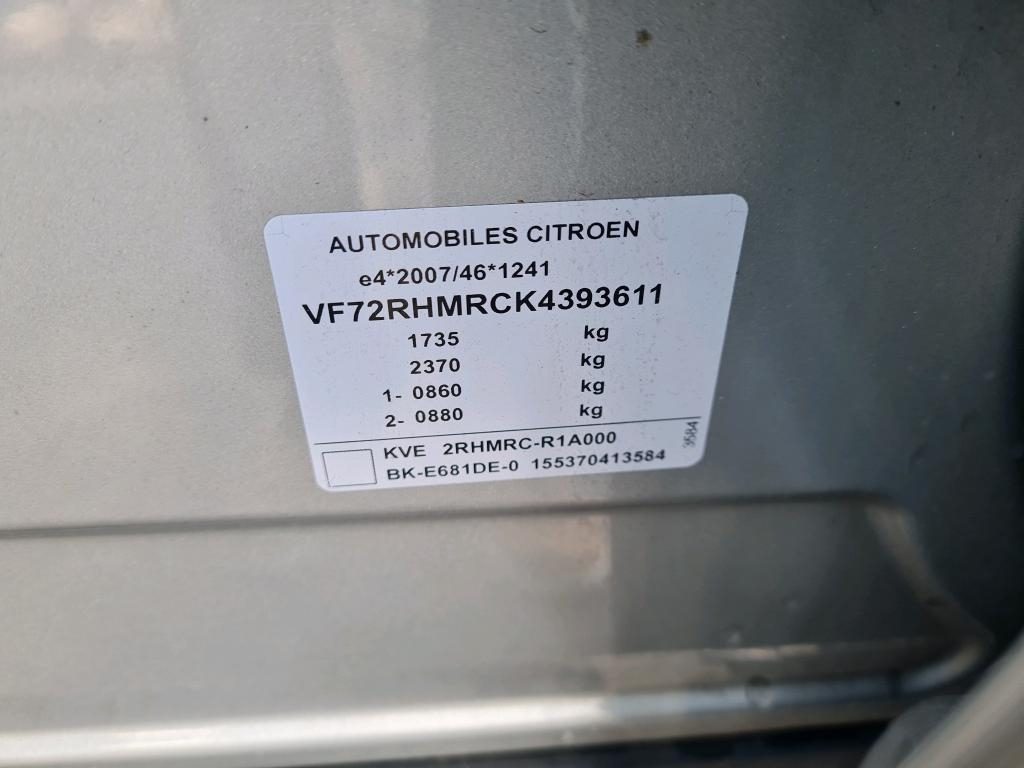 AUTOMOBILES CITROEN
e4*2007/46*1241
VF72RHMRCK4393611
1735 kg
2370 kg
1- 0860 kg
2- 0880 kg
KVE 2RHMRC-R1A000
BK-E681DE-0 155370413584
3584